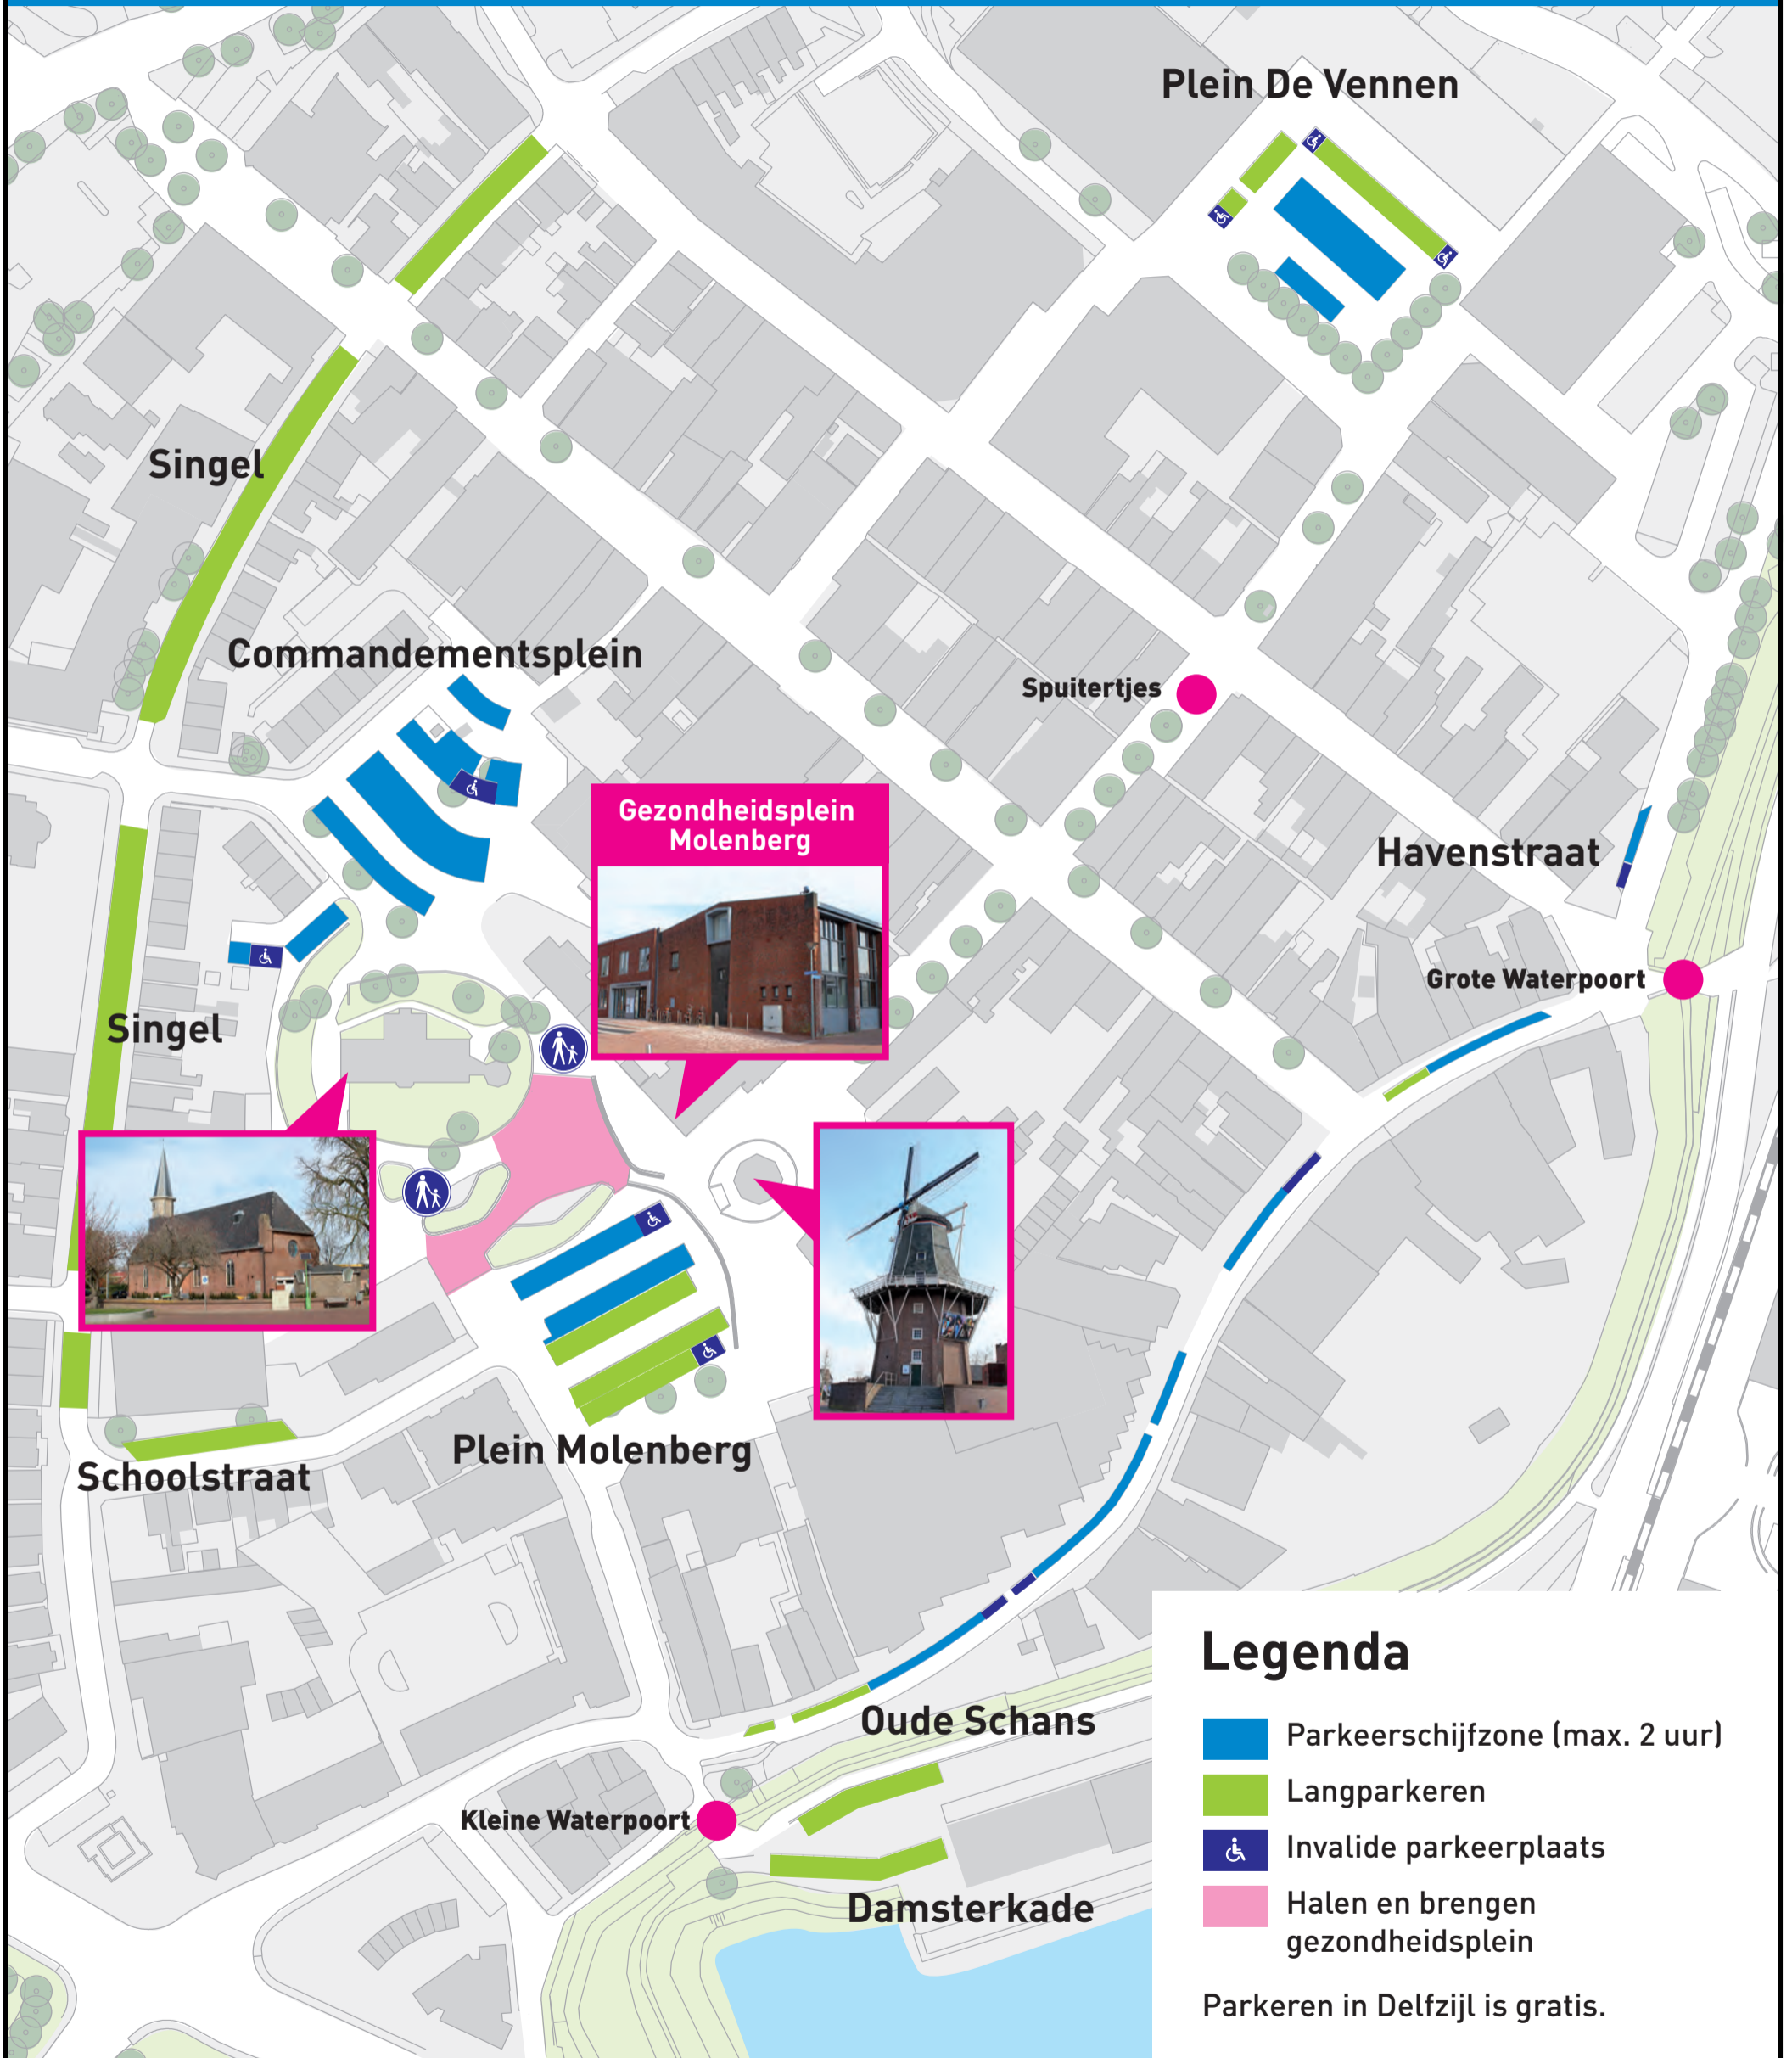 Plein De Vennen
Singel
Commandementsplein
Spuitertjes
Gezondheidsplein
Molenberg
Havenstraat
Grote Waterpoort
Singel
Plein Molenberg
Schoolstraat
Oude Schans
Kleine Waterpoort
Damsterkade
Legenda
Parkeerschijfzone (max. 2 uur)
Langparkeren
Invalide parkeerplaats
Halen en brengen
gezondheidsplein
Parkeren in Delfzijl is gratis.